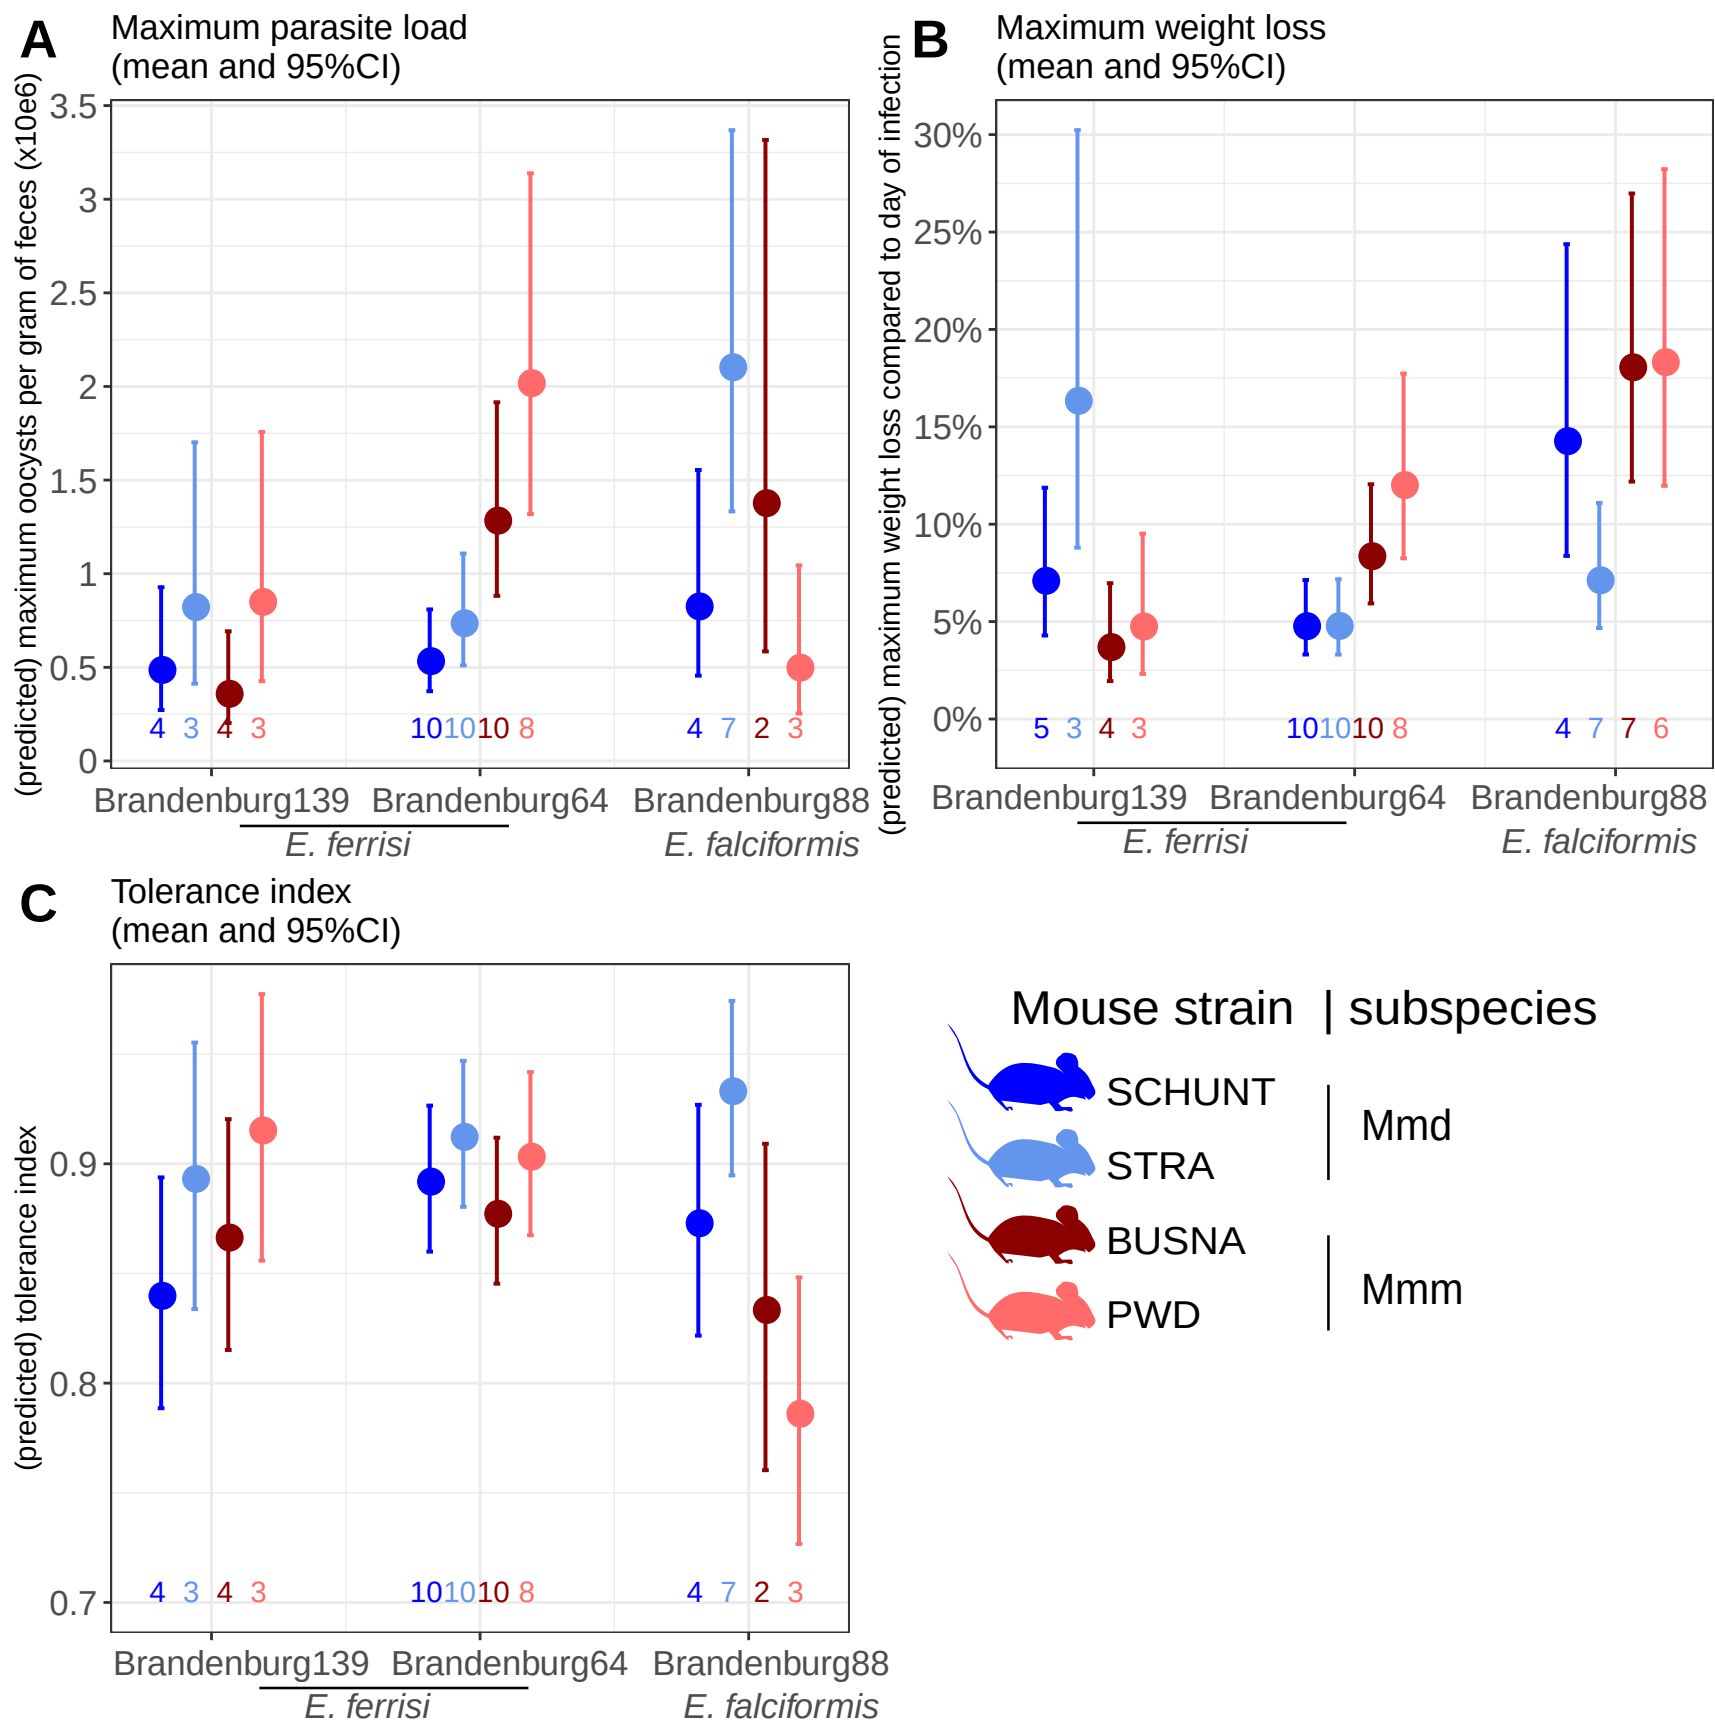 A
Maximum parasite load
(mean and 95%CI)
(predicted) maximum oocysts per gram of feces (x10e6)
3.5
3
2.5
2
1.5
1
0.5
0
4 3 4 3 10 10 10 8 4 7 2 3
Brandenburg139 Brandenburg64 Brandenburg88
E. ferrisi E. falciformis
B
Maximum weight loss
(mean and 95%CI)
(predicted) maximum weight loss compared to day of infection
30%
25%
20%
15%
10%
5%
0%
5 3 4 3 10 10 10 8 4 7 7 6
Brandenburg139 Brandenburg64 Brandenburg88
E. ferrisi E. falciformis
C
Tolerance index
(mean and 95%CI)
(predicted) tolerance index
0.9
0.8
0.7
4 3 4 3 10 10 10 8 4 7 2 3
Brandenburg139 Brandenburg64 Brandenburg88
E. ferrisi E. falciformis
Mouse strain | subspecies
SCHUNT
STRA
Mmd
BUSNA
PWD
Mmm